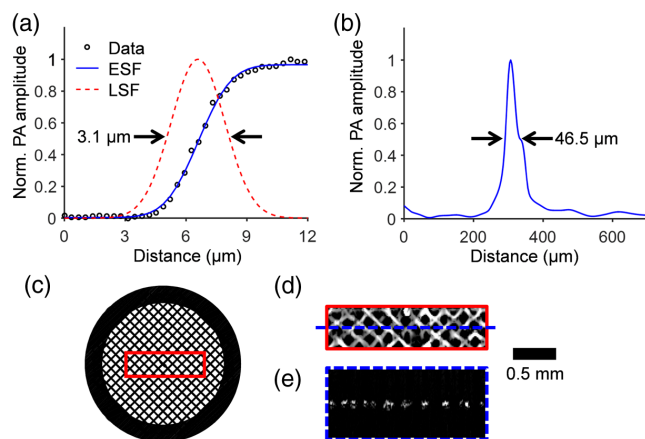 (a)
Norm. PA amplitude
1
0.8
0.6
0.4
0.2
0
Data
ESF
LSF
3.1 µm
0 3 6 9 12
Distance (µm)
(b)
Norm. PA amplitude
1
0.8
0.6
0.4
0.2
0
46.5 µm
0 200 400 600
Distance (µm)
(c)
(d)
(e)
0.5 mm